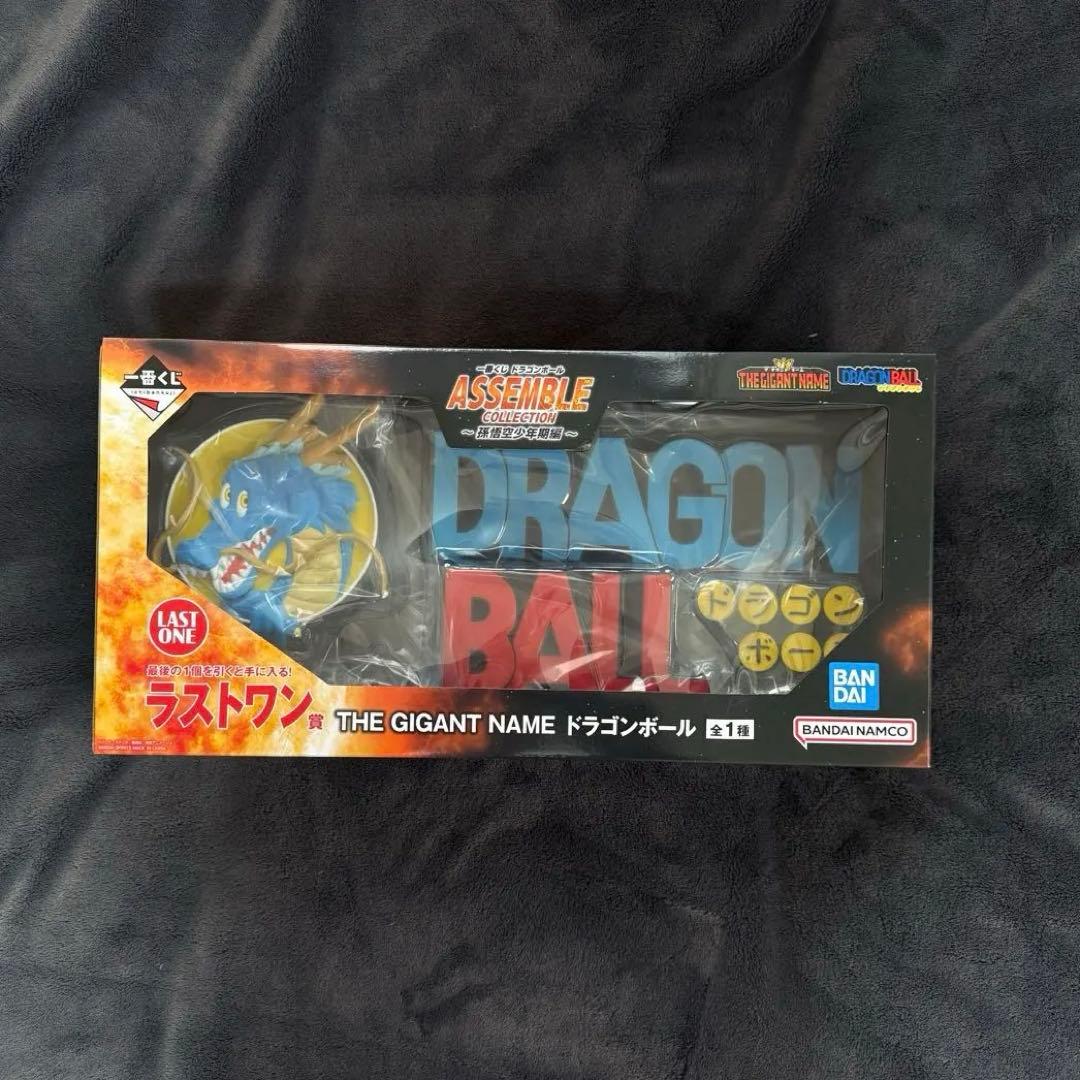 一番くじ
一番くじ ドラゴンボール
ASSEMBLE
COLLECTION
～孫悟空少年期編～
THE GIGANT NAME
DRAGON BALL
DRAGON
BALL
ドラゴン
ボー
LAST
ONE
最後の1個を引くと手に入る!
ラストワン賞
THE GIGANT NAME ドラゴンボール 全1種
BAN
DAI
BANDAI NAMCO